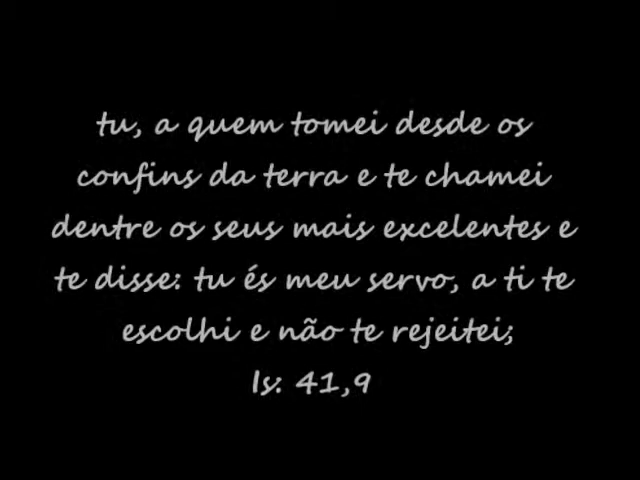 tu, a quem tomei desde os
confins da terra e te chamei
dentre os seus mais excelentes e
te disse: tu és meu servo, a ti te
escolhi e não te rejeitei;
Is: 41,9